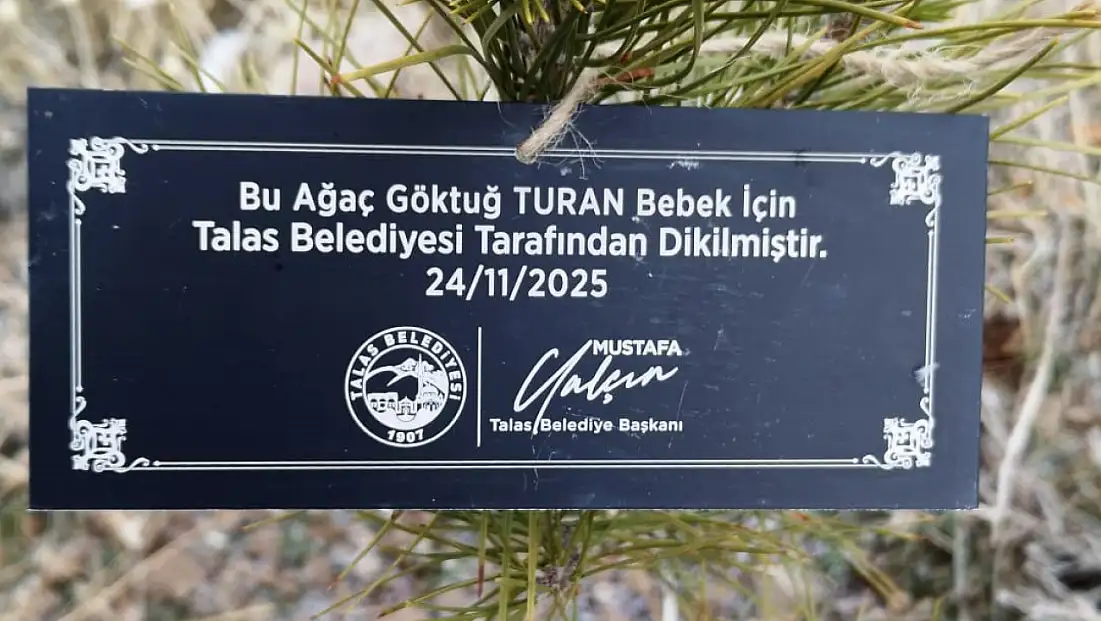 Bu Ağaç Göktuğ TURAN Bebek İçin
Talas Belediyesi Tarafından Dikilmiştir.
24/11/2025
TALAS BELEDİYESİ
1907
MUSTAFA
Yalçın
Talas Belediye Başkanı